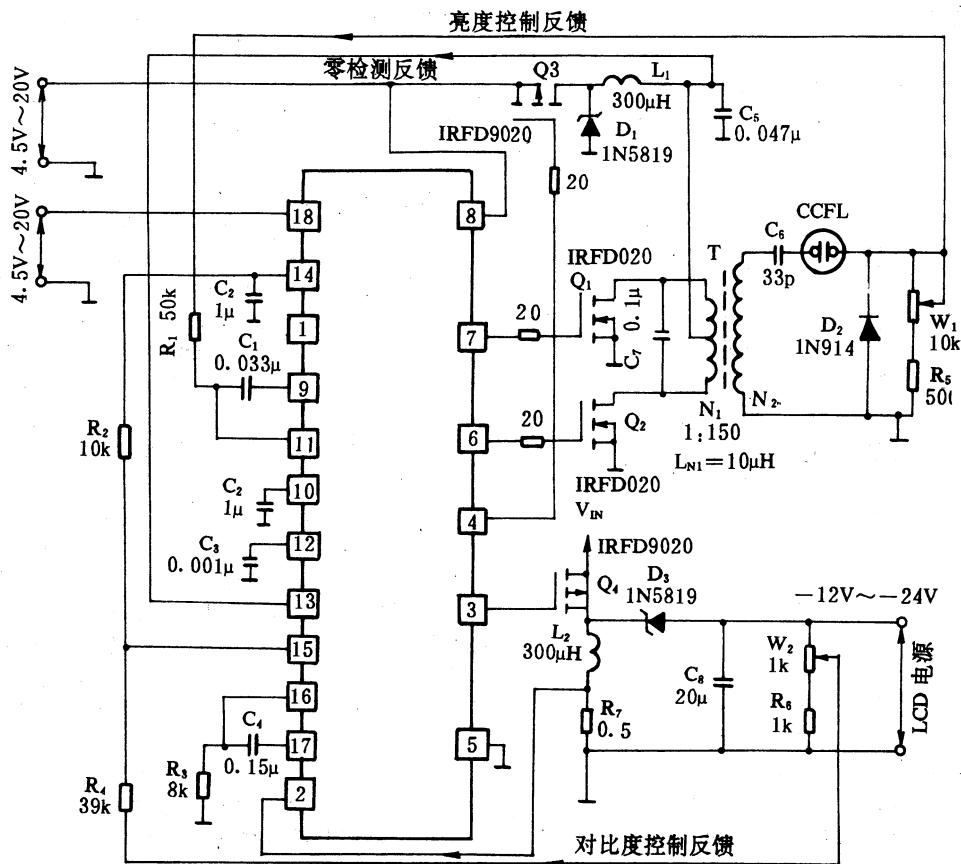 亮度控制反馈
零检测反馈
Q3
L₁
300μH
C₅
0.047μ
D₁
1N5819
IRFD9020
20
4.5V～20V
4.5V～20V
18
8
CCFL
C₆
33p
T
14
C₂
1μ
R₁ 50k
IRFD020
Q₁
0.1μ
C₇
20
1
7
D₂
1N914
W₁
10k
C₁
0.033μ
9
R₅
R₂
10k
11
6
20
Q₂
N₁
N₂
1:150
L_N1=10μH
C₂
1μ
10
IRFD020
V_IN
4
C₃
0.001μ
12
IRFD9020
Q₄
D₃
1N5819
－12V～－24V
13
3
15
L₂
300μH
W₂
1k
C₈
20μ
LCD 电源
16
R₆
1k
R₇
0.5
C₄
0.15μ
17
5
R₃
8k
2
R₄
39k
对比度控制反馈